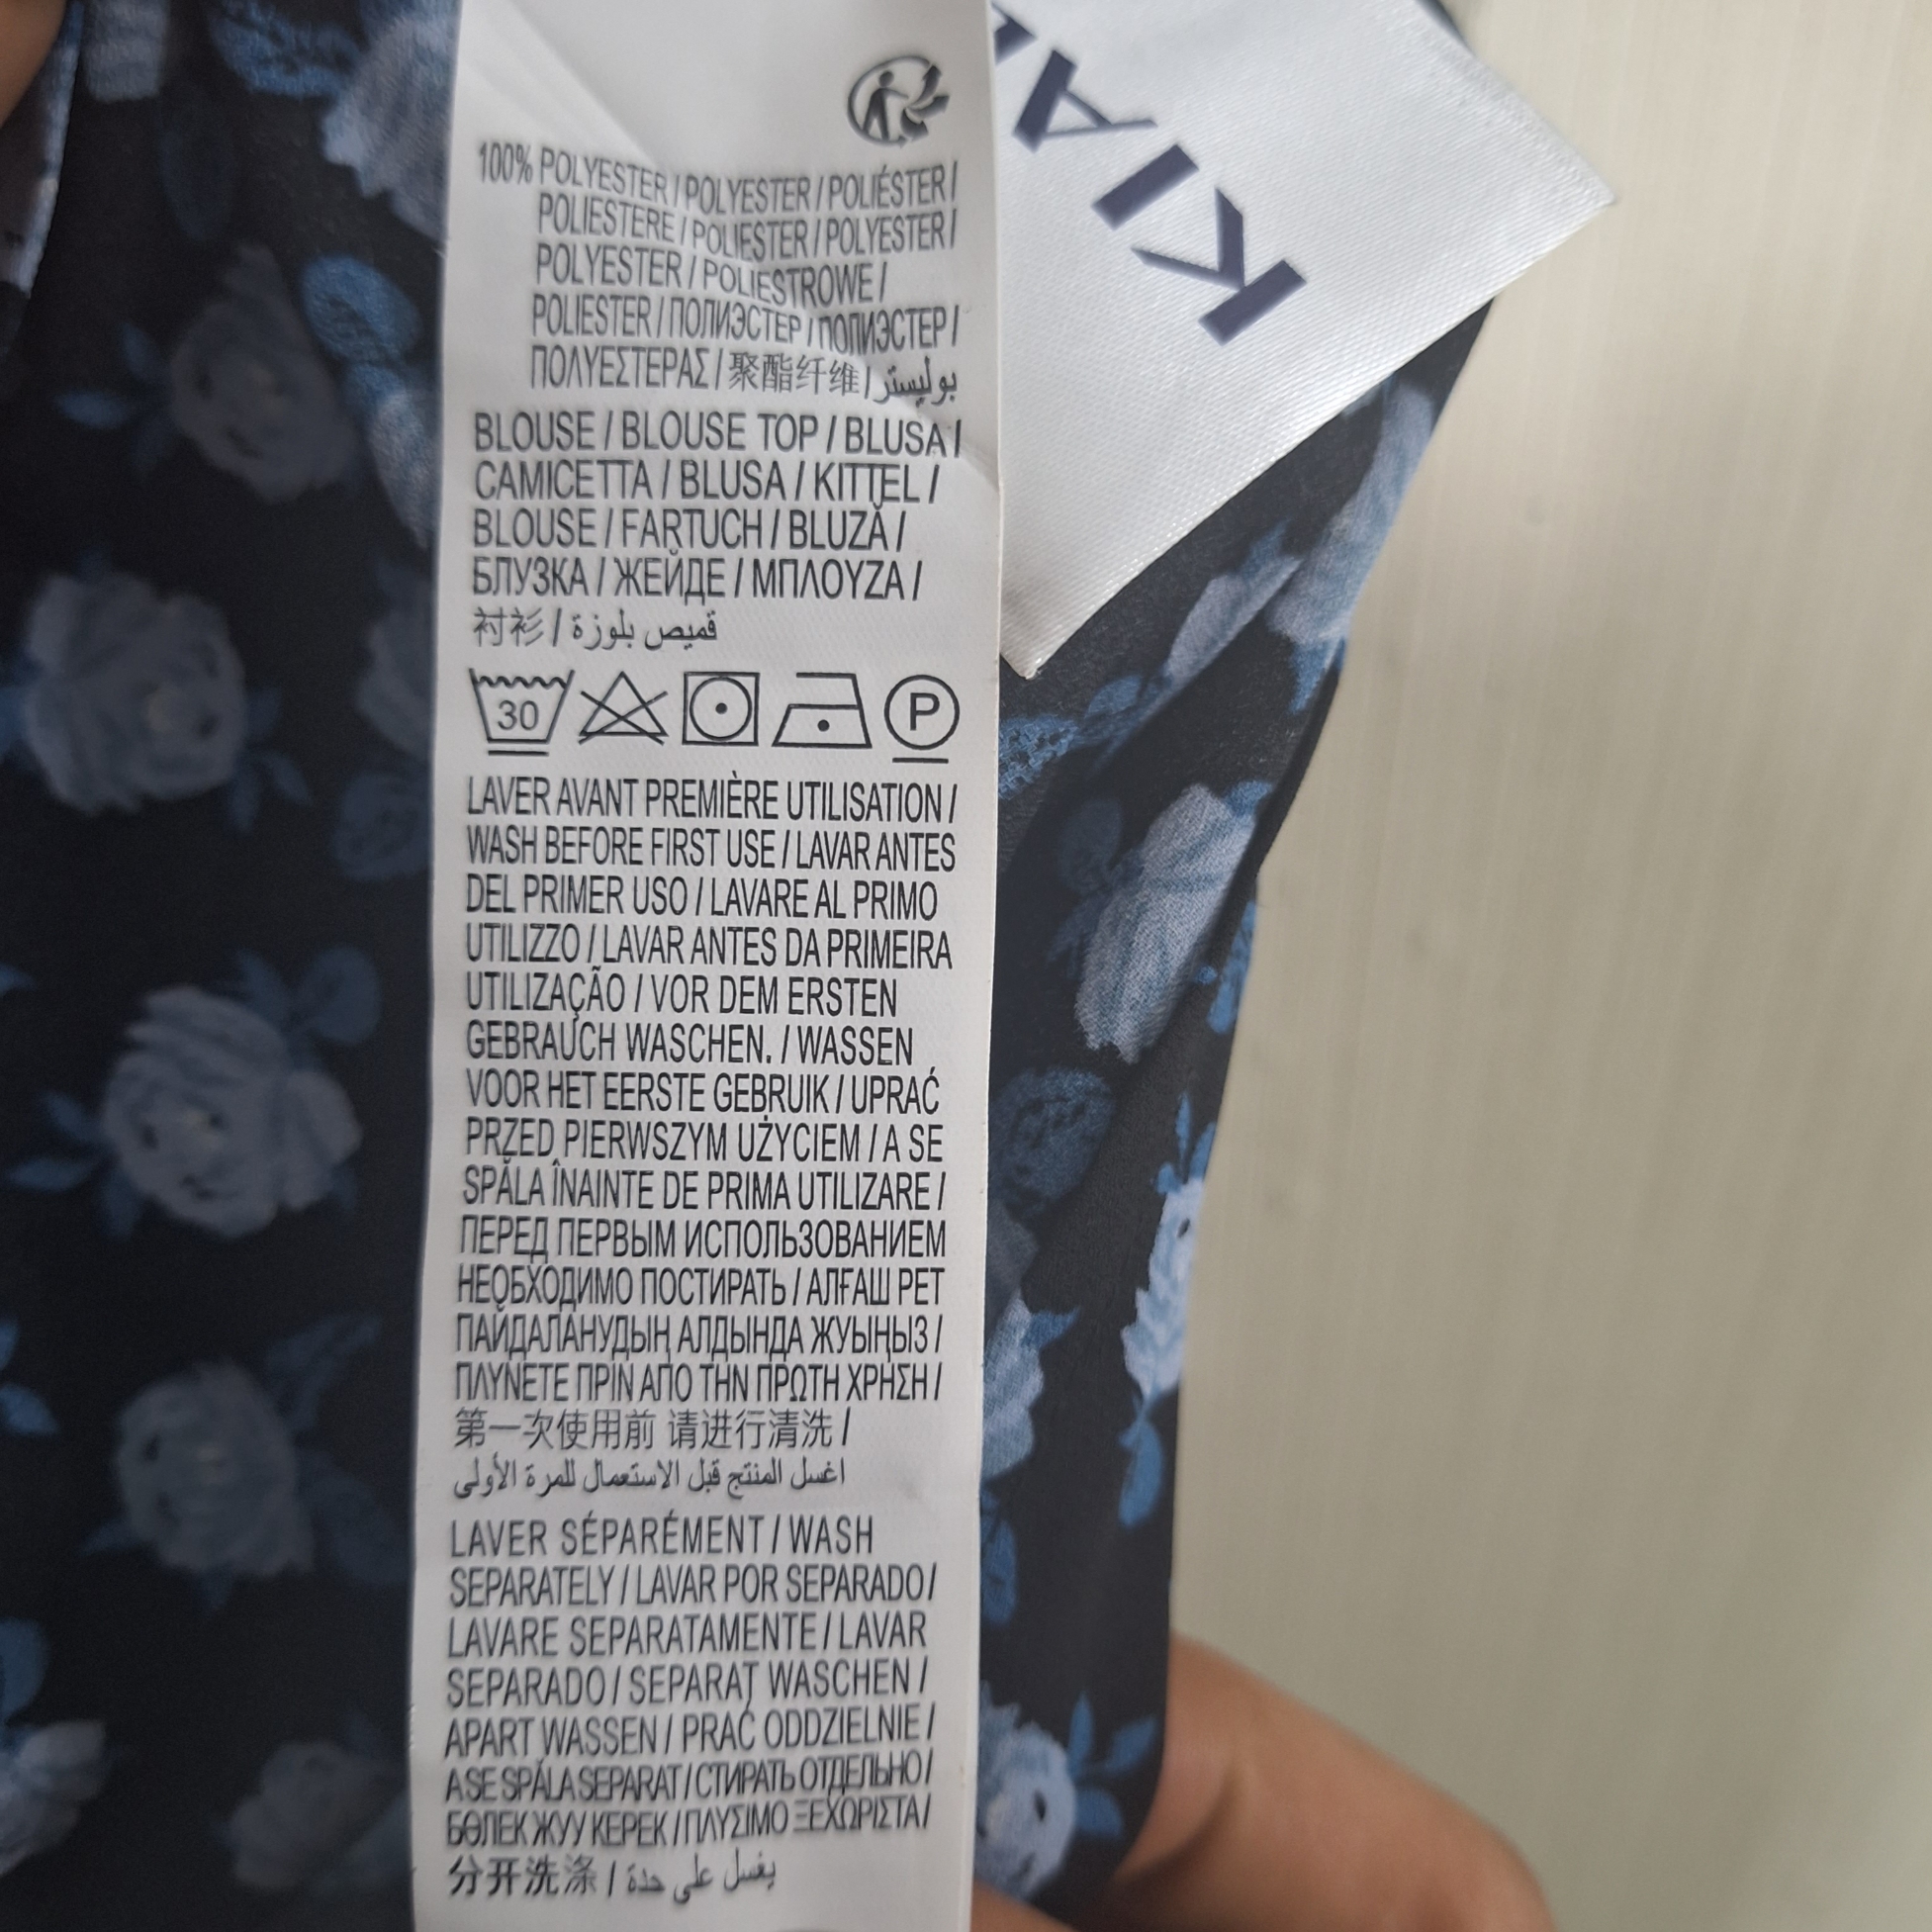 100% POLYESTER / POLYESTER / POLIÉSTER /
POLIESTERE / POLIESTER / POLYESTER /
POLYESTER / POLIESTROWE /
POLIESTER / ПОЛИЭСТЕР / ПОЛИЭСТЕР /
ΠΟΛΥΕΣΤΕΡΑΣ / 聚酯纤维 / بوليستر
BLOUSE / BLOUSE TOP / BLUSA /
CAMICETTA / BLUSA / KITTEL /
BLOUSE / FARTUCH / BLUZĂ /
БЛУЗКА / ЖЕЙДЕ / ΜΠΛΟΥΖΑ /
衬衫 / قميص بلوزة
30 P
LAVER AVANT PREMIÈRE UTILISATION /
WASH BEFORE FIRST USE / LAVAR ANTES
DEL PRIMER USO / LAVARE AL PRIMO
UTILIZZO / LAVAR ANTES DA PRIMEIRA
UTILIZAÇÃO / VOR DEM ERSTEN
GEBRAUCH WASCHEN. / WASSEN
VOOR HET EERSTE GEBRUIK / UPRAĆ
PRZED PIERWSZYM UŻYCIEM / A SE
SPĂLA ÎNAINTE DE PRIMA UTILIZARE /
ПЕРЕД ПЕРВЫМ ИСПОЛЬЗОВАНИЕМ
НЕОБХОДИМО ПОСТИРАТЬ / АЛҒАШ РЕТ
ПАЙДАЛАНУДЫҢ АЛДЫНДА ЖУЫҢЫЗ /
ΠΛΥΝΕΤΕ ΠΡΙΝ ΑΠΟ ΤΗΝ ΠΡΩΤΗ ΧΡΗΣΗ /
第一次使用前 请进行清洗 /
اغسل المنتج قبل الاستعمال للمرة الأولى
LAVER SÉPARÉMENT / WASH
SEPARATELY / LAVAR POR SEPARADO /
LAVARE SEPARATAMENTE / LAVAR
SEPARADO / SEPARAT WASCHEN /
APART WASSEN / PRAĆ ODDZIELNIE /
A SE SPĂLA SEPARAT / СТИРАТЬ ОТДЕЛЬНО /
БӨЛЕК ЖУУ КЕРЕК / ΠΛΥΣΙΜΟ ΞΕΧΩΡΙΣΤΑ /
分开洗涤 / يغسل على حدة
KIA